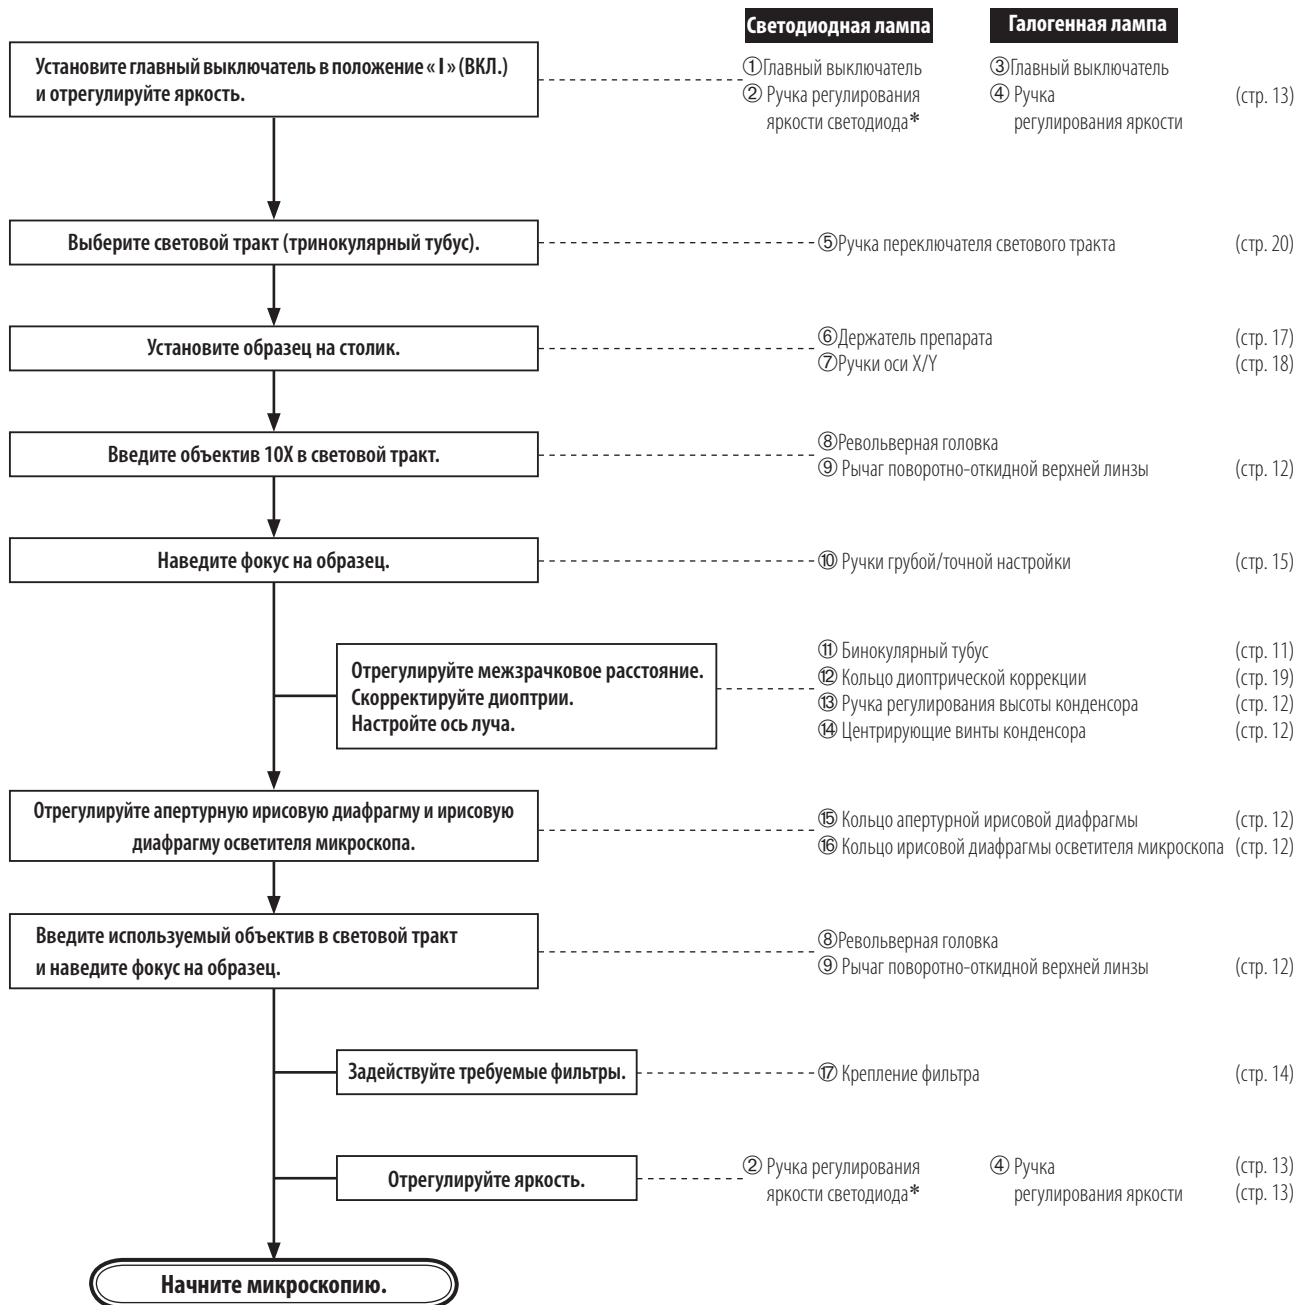 Светодиодная лампа
Галогенная лампа
Установите главный выключатель в положение « I » (ВКЛ.)
и отрегулируйте яркость.
①Главный выключатель
② Ручка регулирования
яркости светодиода*
③Главный выключатель
④ Ручка
регулирования яркости
(стр. 13)
Выберите световой тракт (тринокулярный тубус).
⑤Ручка переключателя светового тракта (стр. 20)
Установите образец на столик.
⑥Держатель препарата (стр. 17)
⑦Ручки оси X/Y (стр. 18)
Введите объектив 10X в световой тракт.
⑧Револьверная головка
⑨ Рычаг поворотно-откидной верхней линзы (стр. 12)
Наведите фокус на образец.
⑩ Ручки грубой/точной настройки (стр. 15)
Отрегулируйте межзрачковое расстояние.
Скорректируйте диоптрии.
Настройте ось луча.
⑪ Бинокулярный тубус (стр. 11)
⑫ Кольцо диоптрической коррекции (стр. 19)
⑬ Ручка регулирования высоты конденсора (стр. 12)
⑭ Центрирующие винты конденсора (стр. 12)
Отрегулируйте апертурную ирисовую диафрагму и ирисовую
диафрагму осветителя микроскопа.
⑮ Кольцо апертурной ирисовой диафрагмы (стр. 12)
⑯ Кольцо ирисовой диафрагмы осветителя микроскопа (стр. 12)
Введите используемый объектив в световой тракт
и наведите фокус на образец.
⑧Револьверная головка
⑨ Рычаг поворотно-откидной верхней линзы (стр. 12)
Задействуйте требуемые фильтры.
⑰ Крепление фильтра (стр. 14)
Отрегулируйте яркость.
② Ручка регулирования
яркости светодиода*
④ Ручка
регулирования яркости
(стр. 13)
(стр. 13)
Начните микроскопию.